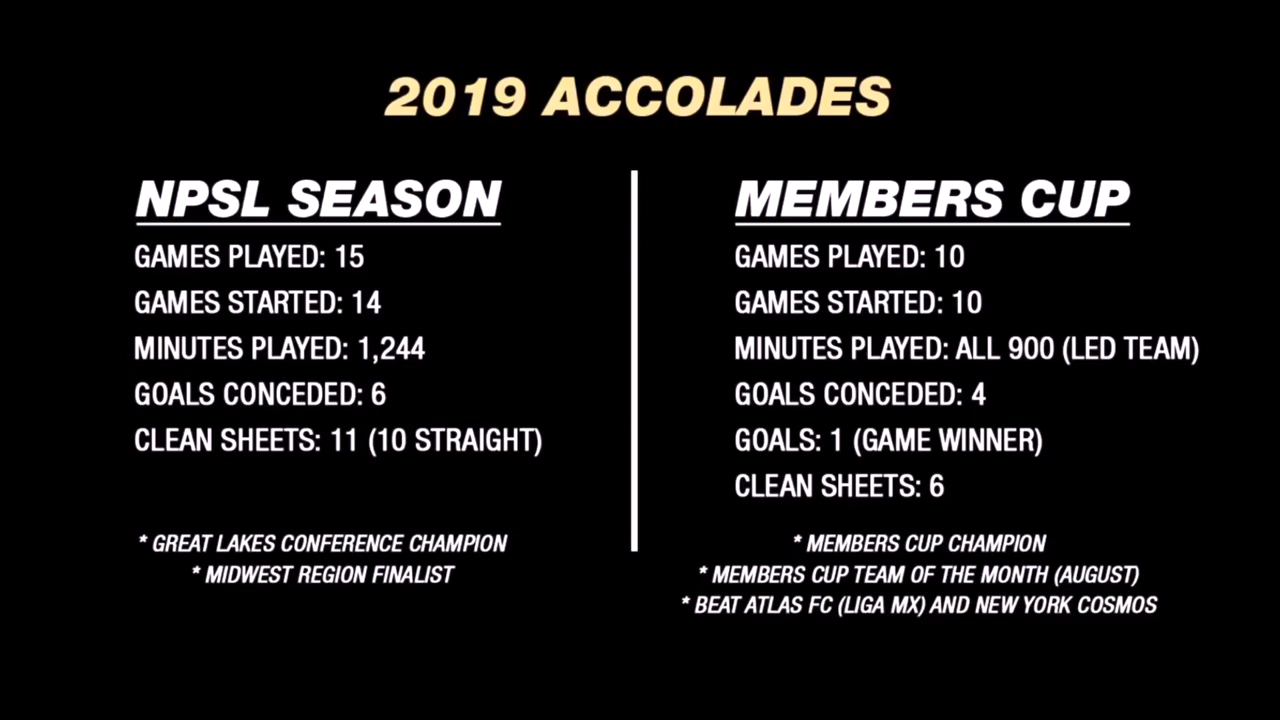 2019 ACCOLADES
NPSL SEASON
GAMES PLAYED: 15
GAMES STARTED: 14
MINUTES PLAYED: 1,244
GOALS CONCEDED: 6
CLEAN SHEETS: 11 (10 STRAIGHT)
* GREAT LAKES CONFERENCE CHAMPION
* MIDWEST REGION FINALIST
MEMBERS CUP
GAMES PLAYED: 10
GAMES STARTED: 10
MINUTES PLAYED: ALL 900 (LED TEAM)
GOALS CONCEDED: 4
GOALS: 1 (GAME WINNER)
CLEAN SHEETS: 6
* MEMBERS CUP CHAMPION
* MEMBERS CUP TEAM OF THE MONTH (AUGUST)
* BEAT ATLAS FC (LIGA MX) AND NEW YORK COSMOS